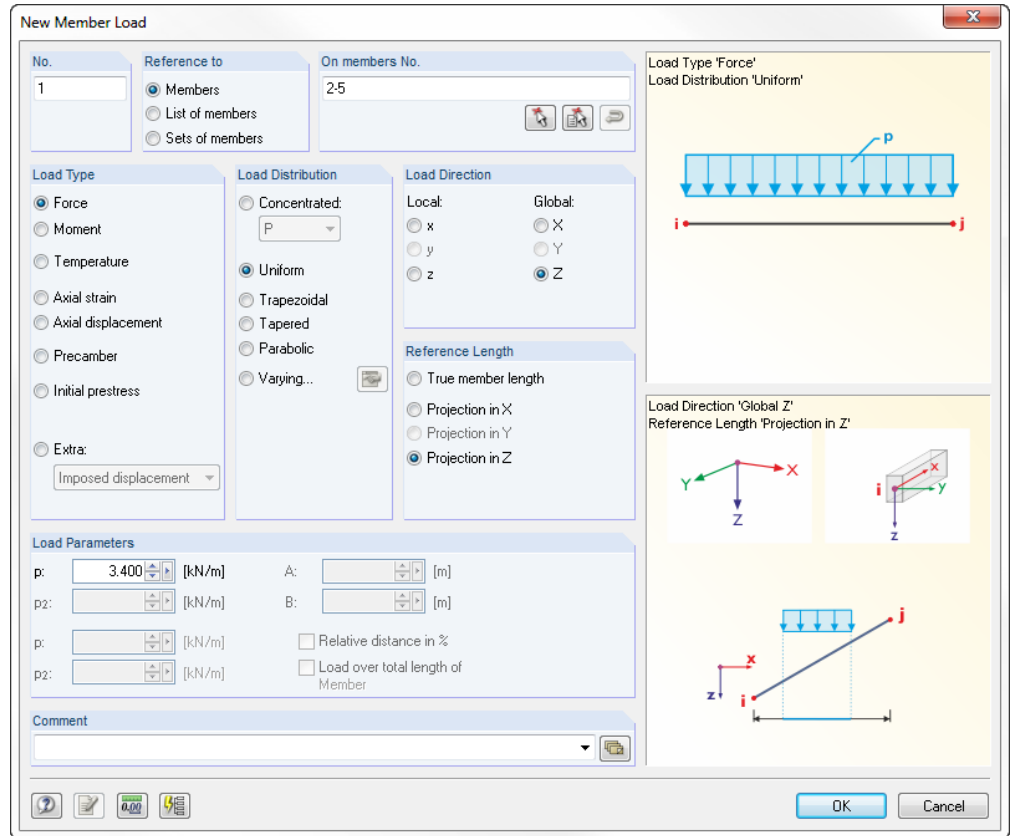 New Member Load
No.
1
Reference to
Members
List of members
Sets of members
On members No.
2-5
Load Type
Force
Moment
Temperature
Axial strain
Axial displacement
Precamber
Initial prestress
Extra:
Imposed displacement
Load Distribution
Concentrated:
P
Uniform
Trapezoidal
Tapered
Parabolic
Varying...
Load Direction
Local: Global:
x X
y Y
z Z
Reference Length
True member length
Projection in X
Projection in Y
Projection in Z
Load Parameters
p: 3.400 [kN/m] A: [m]
p2: [kN/m] B: [m]
p: [kN/m] Relative distance in %
p2: [kN/m] Load over total length of
Member
Comment
Load Type 'Force'
Load Distribution 'Uniform'
p
i j
Load Direction 'Global Z'
Reference Length 'Projection in Z'
Y X
Z
x
i y
z
j
x
z i
0.00
OK Cancel